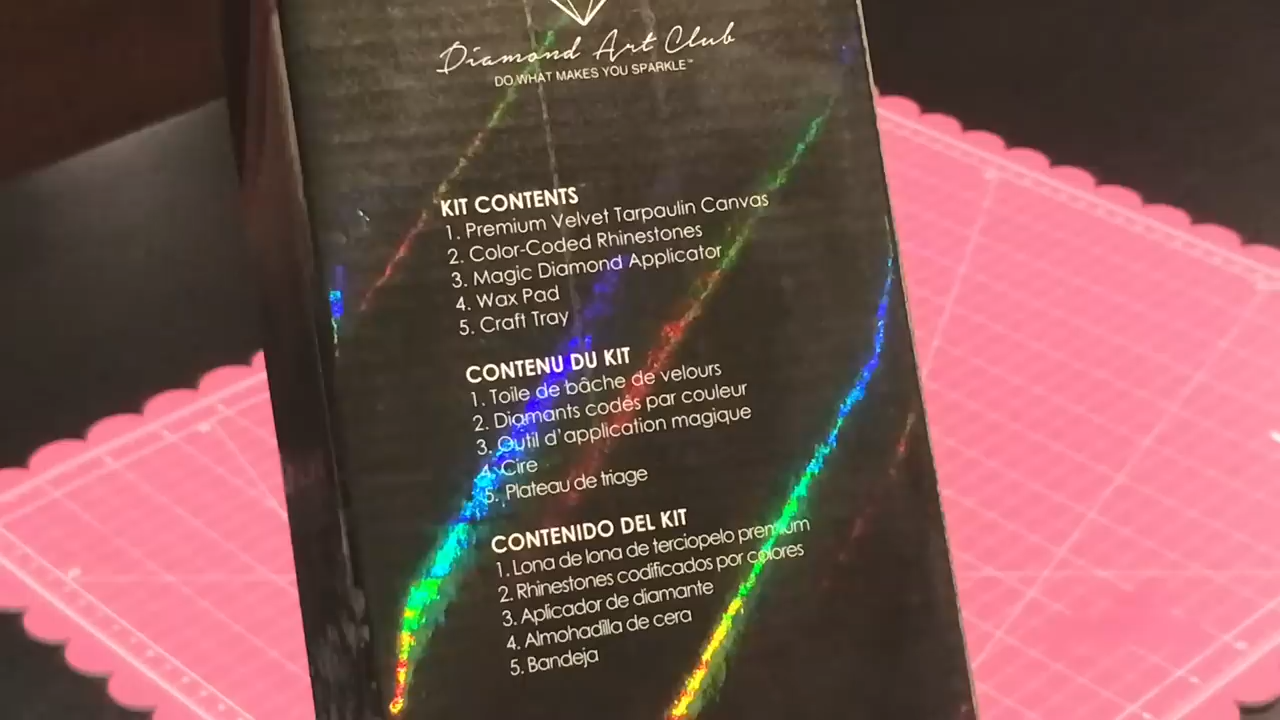 Diamond Art Club
DO WHAT MAKES YOU SPARKLE™
KIT CONTENTS
1. Premium Velvet Tarpaulin Canvas
2. Color-Coded Rhinestones
3. Magic Diamond Applicator
4. Wax Pad
5. Craft Tray
CONTENU DU KIT
1. Toile de bâche de velours
2. Diamants codés par couleur
3. Outil d'application magique
4. Cire
5. Plateau de triage
CONTENIDO DEL KIT
1. Lona de lona de terciopelo premium
2. Rhinestones codificados por colores
3. Aplicador de diamante
4. Almohadilla de cera
5. Bandeja